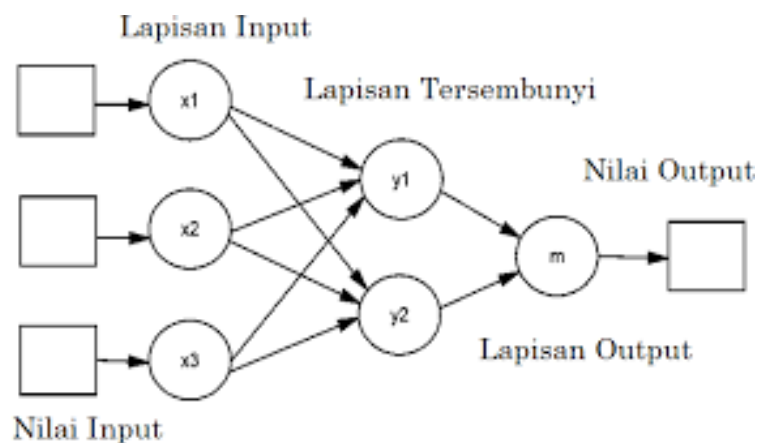 Lapisan Input
x1
Lapisan Tersembunyi
y1
Nilai Output
x2
m
y2
Lapisan Output
x3
Nilai Input